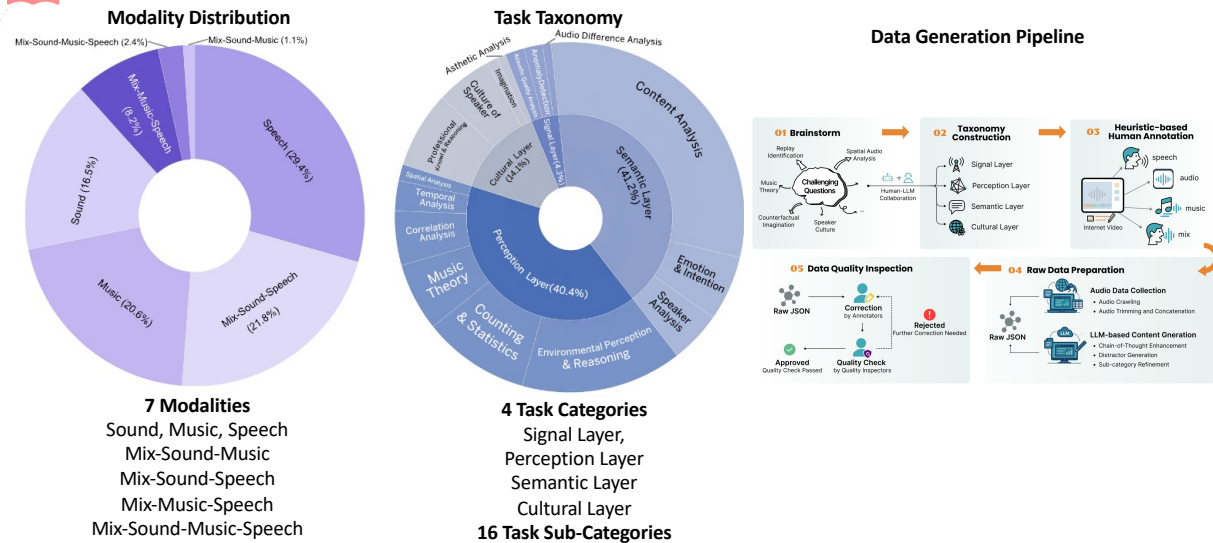 Modality Distribution
Mix-Sound-Music-Speech (2.4%)
Mix-Sound-Music (1.1%)
Mix-Music-Speech
(8.2%)
Speech (29.4%)
Sound (16.5%)
Music (20.6%)
Mix-Sound-Speech
(21.8%)
7 Modalities
Sound, Music, Speech
Mix-Sound-Music
Mix-Sound-Speech
Mix-Music-Speech
Mix-Sound-Music-Speech
Task Taxonomy
Audio Difference Analysis
Asthetic Analysis
Acoustic Quality Analysis
AnomalyDetection
Imagination
Culture of
Speaker
Professional
Knowl & Reasoning
Content Analysis
Signal Layer(4.3%)
Cultural Layer
(14.1%)
Semantic Layer
(41.2%)
Spatial Analysis
Temporal
Analysis
Correlation
Analysis
Perception Layer(40.4%)
Music
Theory
Counting
& Statistics
Environmental Perception
& Reasoning
Emotion
& Intention
Speaker
Analysis
4 Task Categories
Signal Layer,
Perception Layer
Semantic Layer
Cultural Layer
16 Task Sub-Categories
Data Generation Pipeline
01 Brainstorm
Replay
Identification
Spatial Audio
Analysis
Music
Theory
Challenging
Questions
Counterfactual
Imagination
Speaker
Culture
...
+
Human-LLM
Collaboration
02 Taxonomy
Construction
Signal Layer
Perception Layer
Semantic Layer
Cultural Layer
03 Heuristic-based
Human Annotation
speech
audio
music
mix
Internet Video
04 Raw Data Preparation
Raw JSON
Audio Data Collection
• Audio Crawling
• Audio Trimming and Concatenation
LLM
LLM-based Content Gneration
• Chain-of-Thought Enhancement
• Distractor Generation
• Sub-category Refinement
05 Data Quality Inspection
Raw JSON
Correction
by Annotators
Rejected
Further Correction Needed
Approved
Quality Check Passed
Quality Check
by Quality Inspectors